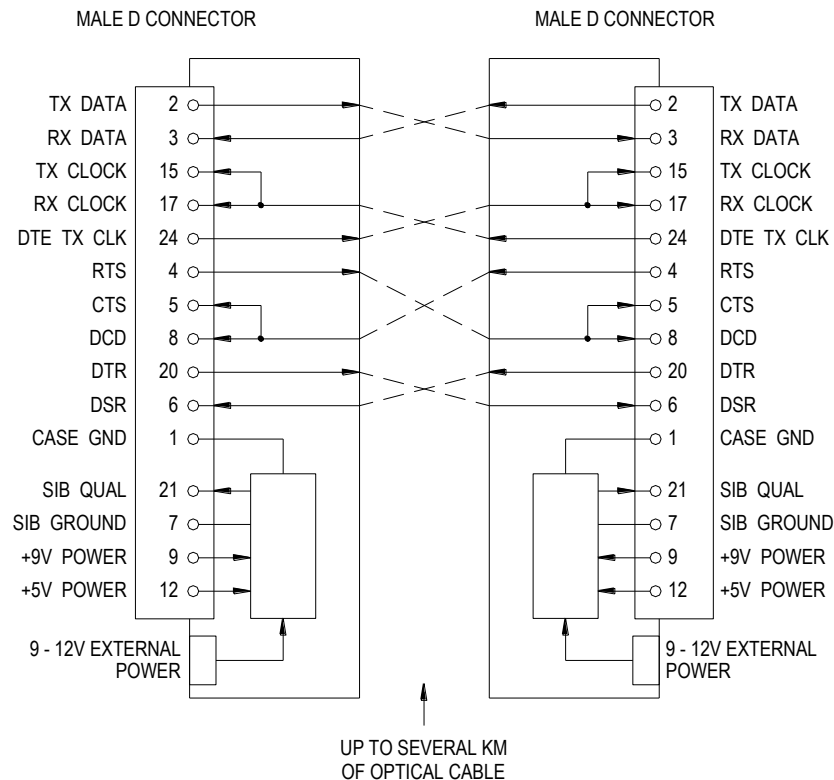 MALE D CONNECTOR
MALE D CONNECTOR
TX DATA 2
2 TX DATA
RX DATA 3
3 RX DATA
TX CLOCK 15
15 TX CLOCK
RX CLOCK 17
17 RX CLOCK
DTE TX CLK 24
24 DTE TX CLK
RTS 4
4 RTS
CTS 5
5 CTS
DCD 8
8 DCD
DTR 20
20 DTR
DSR 6
6 DSR
CASE GND 1
1 CASE GND
SIB QUAL 21
21 SIB QUAL
SIB GROUND 7
7 SIB GROUND
+9V POWER 9
9 +9V POWER
+5V POWER 12
12 +5V POWER
9 - 12V EXTERNAL
POWER
9 - 12V EXTERNAL
POWER
UP TO SEVERAL KM
OF OPTICAL CABLE